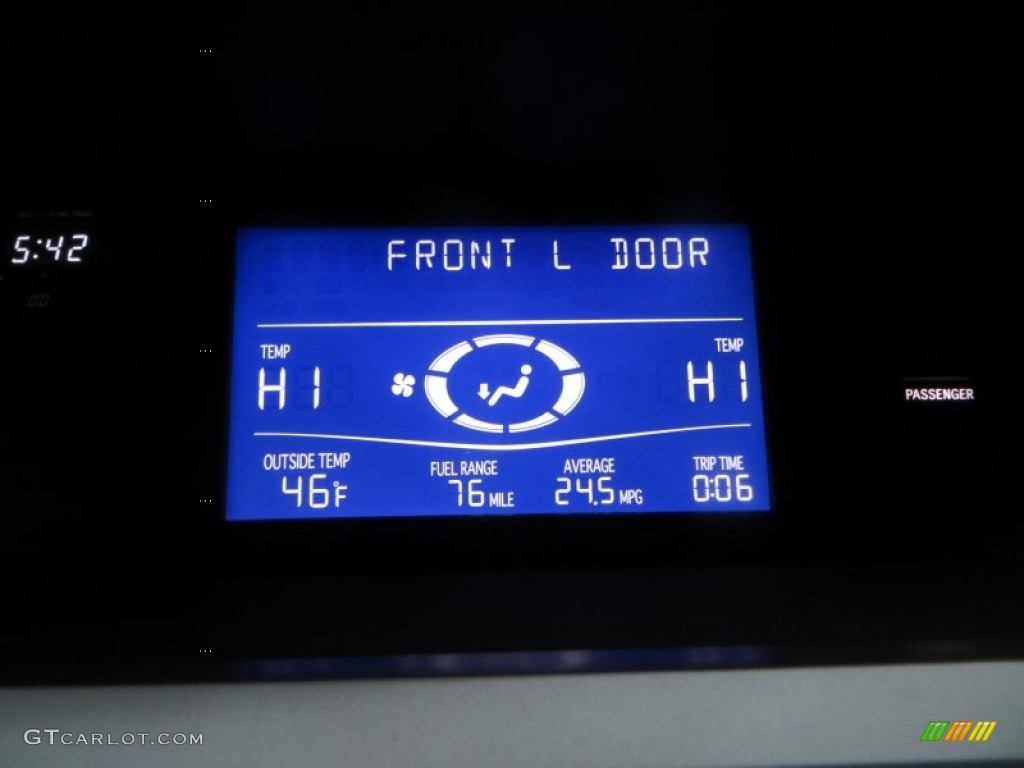 5:42
FRONT L DOOR
TEMP TEMP
HI HI
PASSENGER
OUTSIDE TEMP FUEL RANGE AVERAGE TRIP TIME
46°F 76 MILE 24.5 MPG 0:06
GTCARLOT.COM